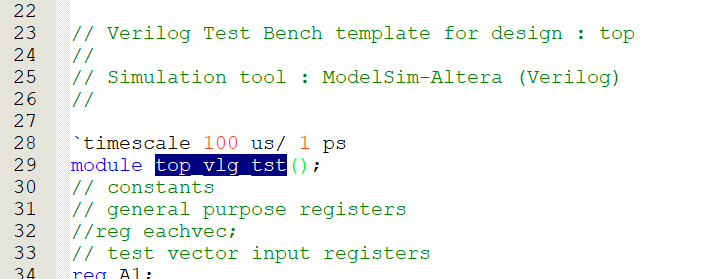 22
23 // Verilog Test Bench template for design : top
24 //
25 // Simulation tool : ModelSim-Altera (Verilog)
26 //
27
28 `timescale 100 us/ 1 ps
29 module top_vlg_tst();
30 // constants
31 // general purpose registers
32 //reg eachvec;
33 // test vector input registers
34 reg A1;